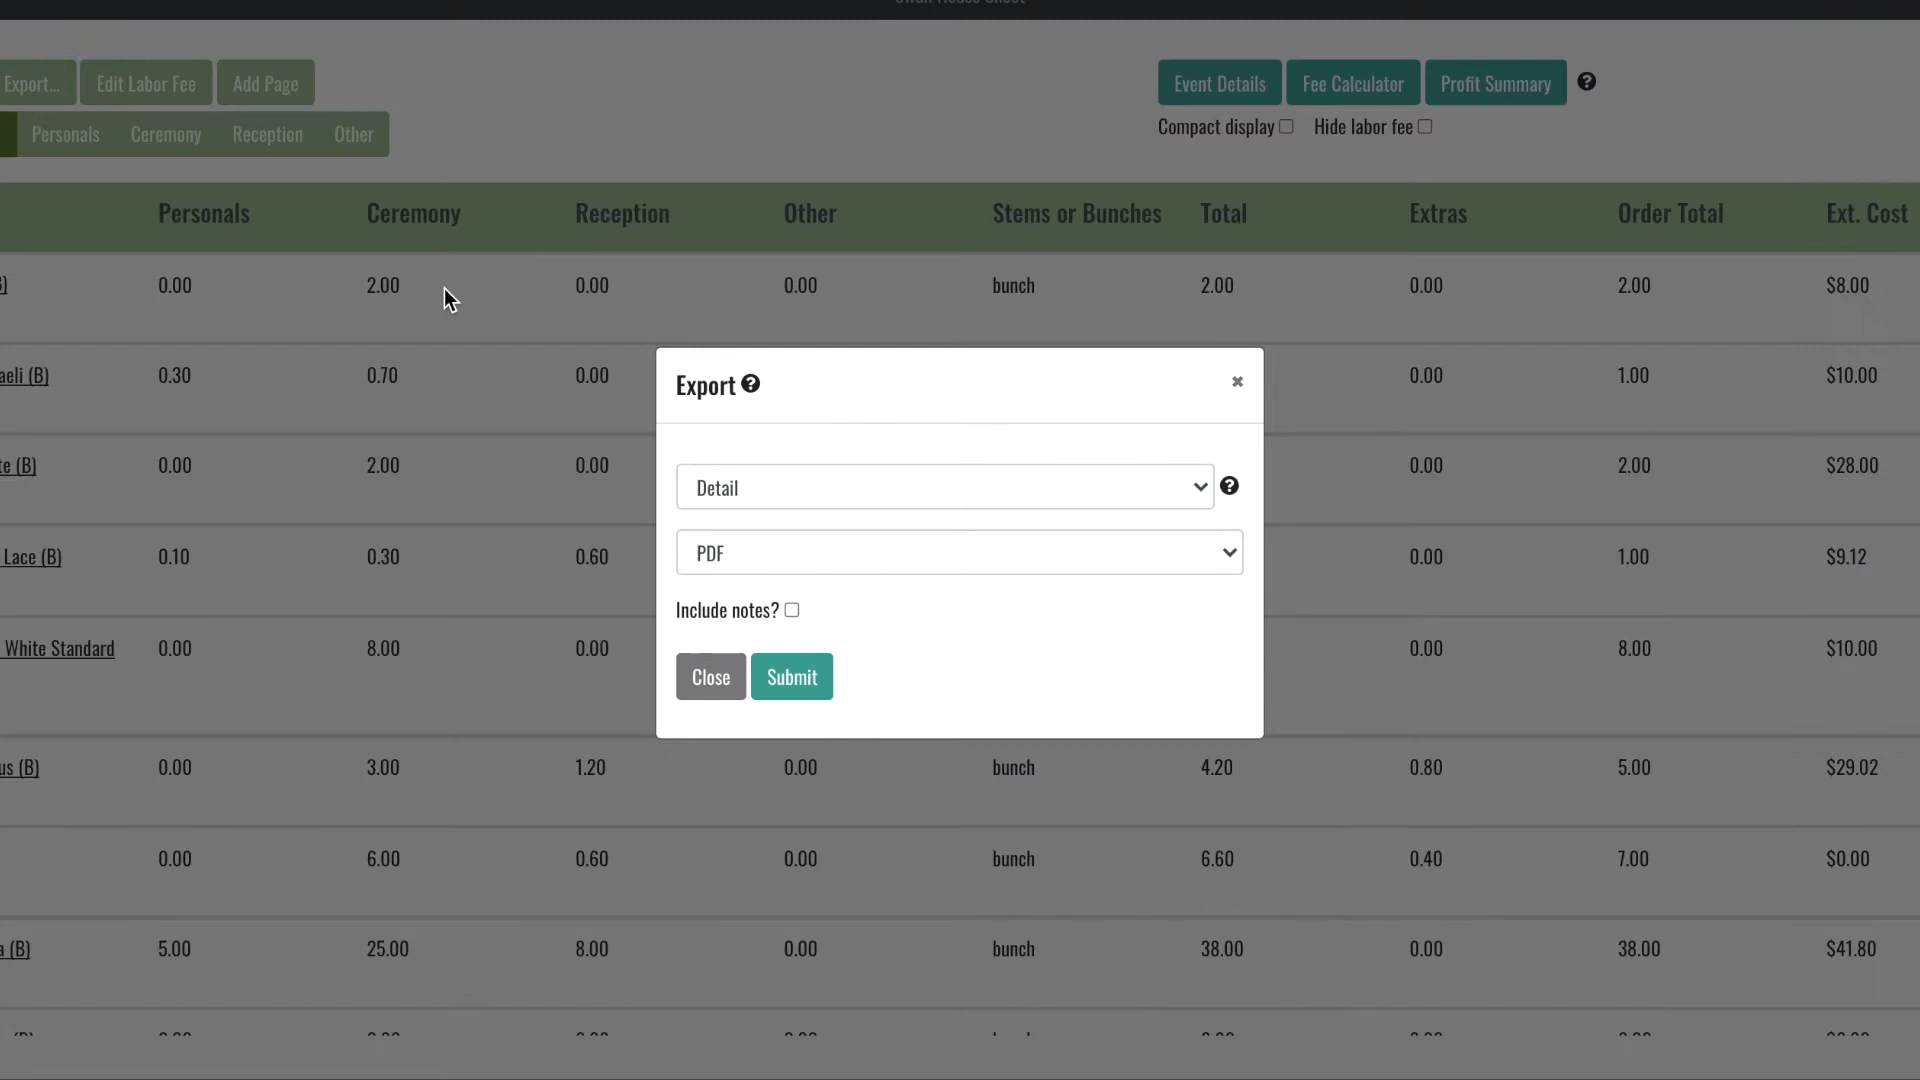 Export...
Edit Labor Fee
Add Page
Event Details
Fee Calculator
Profit Summary
Compact display
Hide labor fee
Personals
Ceremony
Reception
Other
Personals
Ceremony
Reception
Other
Stems or Bunches
Total
Extras
Order Total
Ext. Cost
0.00
2.00
0.00
0.00
bunch
2.00
0.00
2.00
$8.00
aeli (B)
0.30
0.70
0.00
0.00
1.00
$10.00
te (B)
0.00
2.00
0.00
0.00
2.00
$28.00
Lace (B)
0.10
0.30
0.60
0.00
1.00
$9.12
White Standard
0.00
8.00
0.00
0.00
8.00
$10.00
us (B)
0.00
3.00
1.20
0.00
bunch
4.20
0.80
5.00
$29.02
0.00
6.00
0.60
0.00
bunch
6.60
0.40
7.00
$0.00
a (B)
5.00
25.00
8.00
0.00
bunch
38.00
0.00
38.00
$41.80
Export
Detail
PDF
Include notes?
Close
Submit